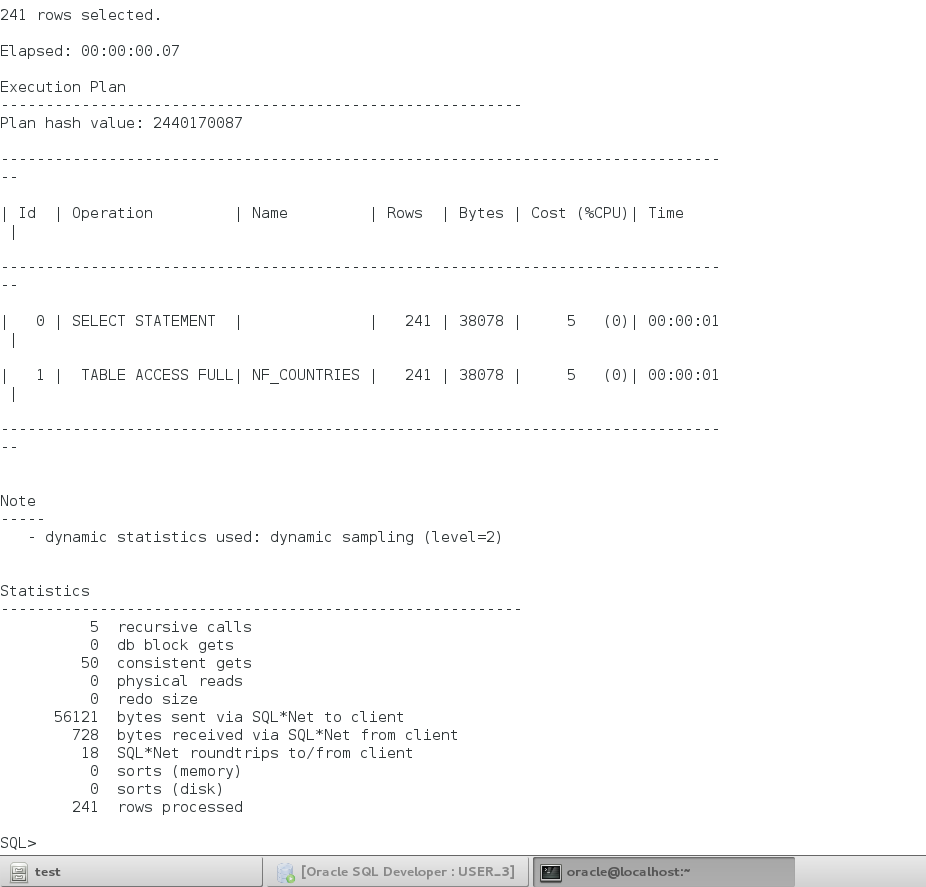 241 rows selected.
Elapsed: 00:00:00.07
Execution Plan
----------------------------------------------------------
Plan hash value: 2440170087
--------------------------------------------------------------------------------
--
| Id  | Operation         | Name         | Rows  | Bytes | Cost (%CPU)| Time
 |
--------------------------------------------------------------------------------
--
|   0 | SELECT STATEMENT  |              |   241 | 38078 |     5   (0)| 00:00:01
 |
|   1 |  TABLE ACCESS FULL| NF_COUNTRIES |   241 | 38078 |     5   (0)| 00:00:01
 |
--------------------------------------------------------------------------------
--
Note
-----
   - dynamic statistics used: dynamic sampling (level=2)
Statistics
----------------------------------------------------------
          5  recursive calls
          0  db block gets
         50  consistent gets
          0  physical reads
          0  redo size
      56121  bytes sent via SQL*Net to client
        728  bytes received via SQL*Net from client
         18  SQL*Net roundtrips to/from client
          0  sorts (memory)
          0  sorts (disk)
        241  rows processed
SQL>
test [Oracle SQL Developer : USER_3] oracle@localhost:~